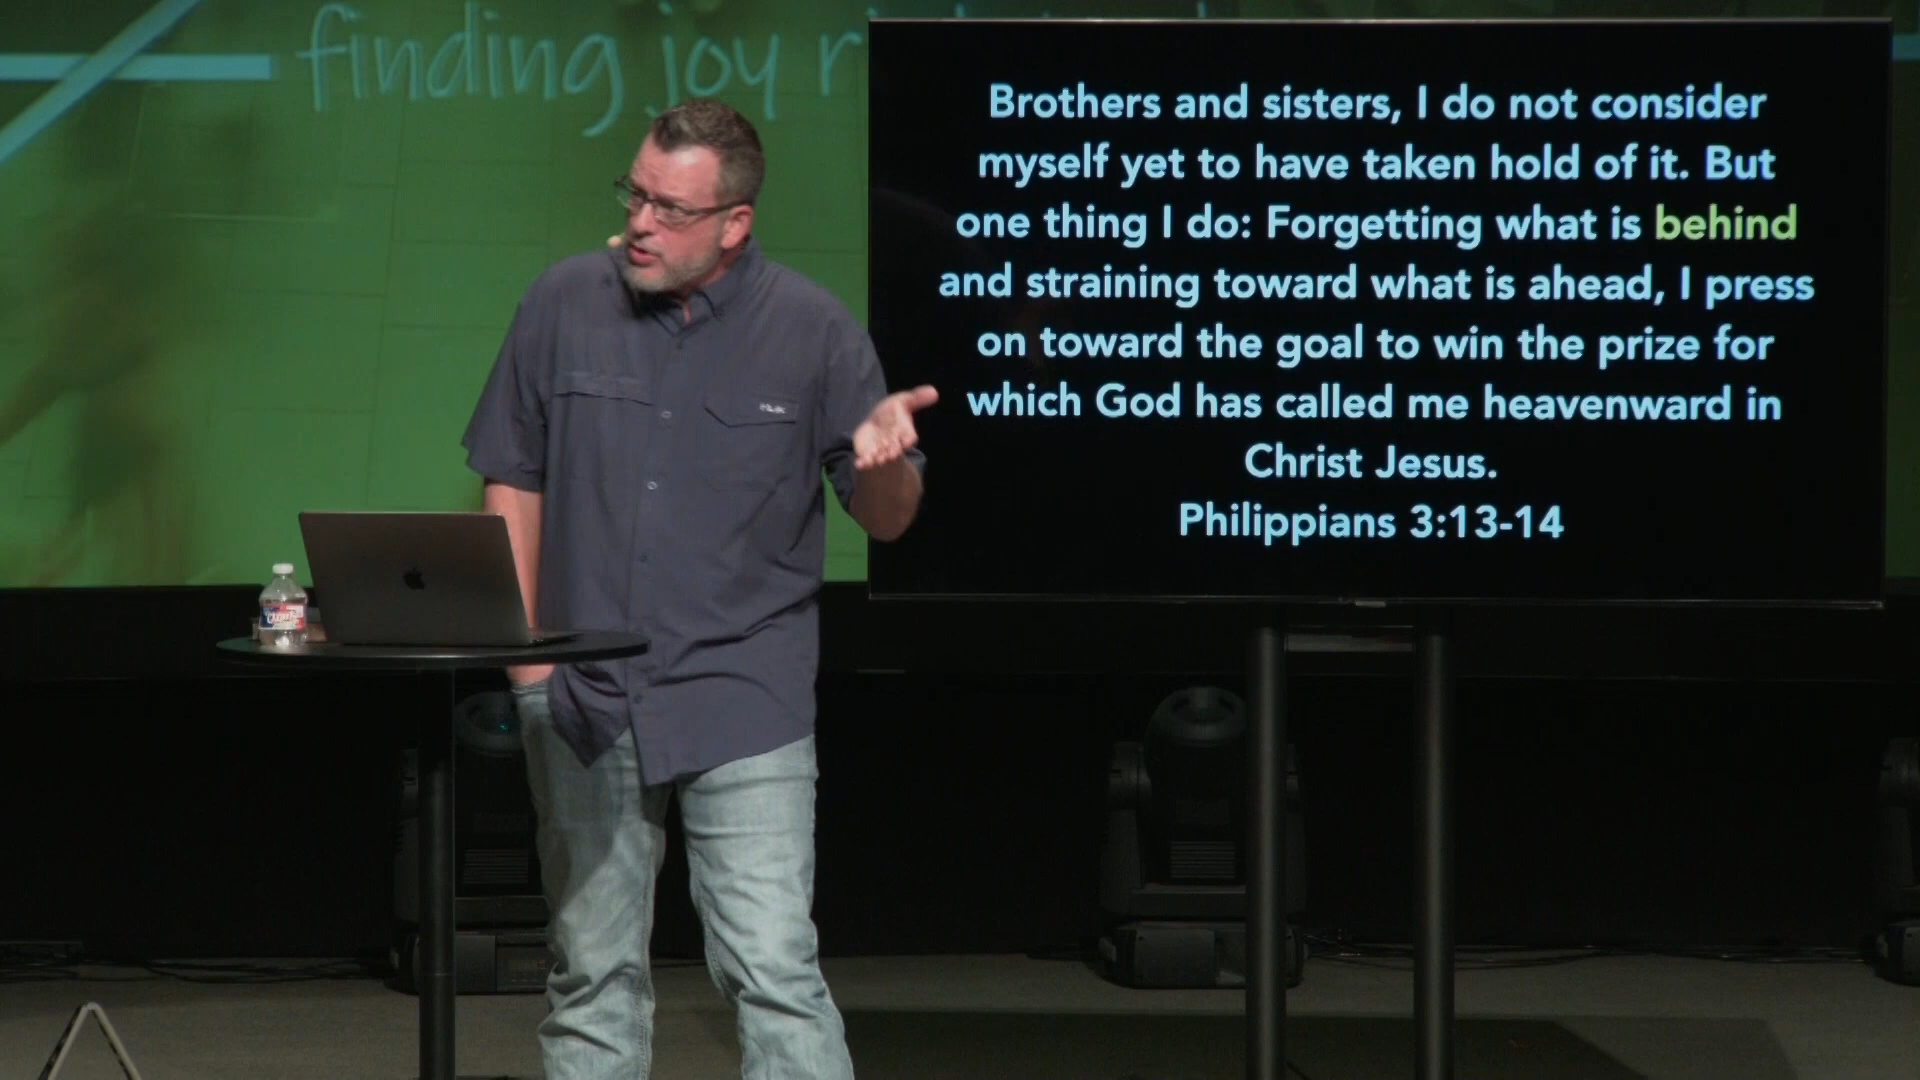 finding joy r
Brothers and sisters, I do not consider
myself yet to have taken hold of it. But
one thing I do: Forgetting what is behind
and straining toward what is ahead, I press
on toward the goal to win the prize for
which God has called me heavenward in
Christ Jesus.
Philippians 3:13-14
HUK
Ozarka